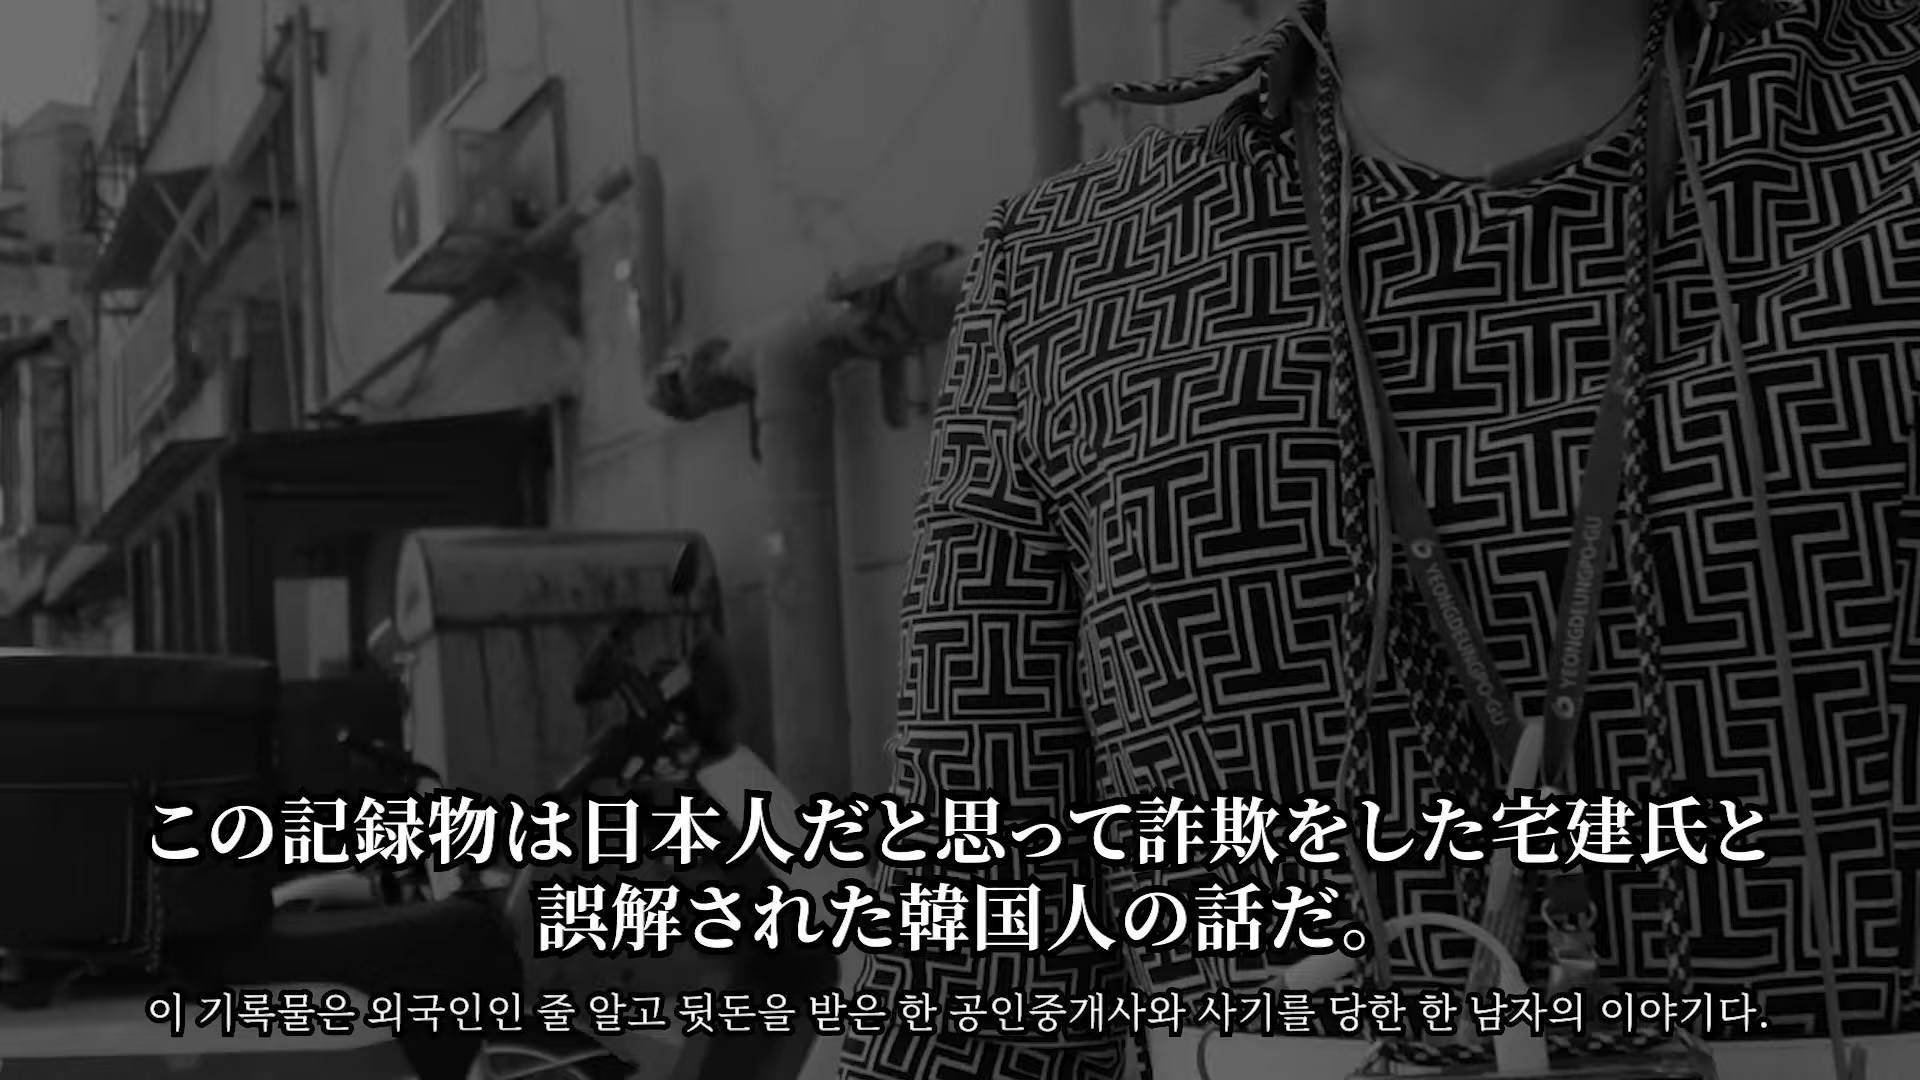 YEONGDEUNGPO-GU
YEONGDEUNGPO-GU
この記録物は日本人だと思って詐欺をした宅建氏と
誤解された韓国人の話だ。
이 기록물은 외국인인 줄 알고 뒷돈을 받은 한 공인중개사와 사기를 당한 한 남자의 이야기다.